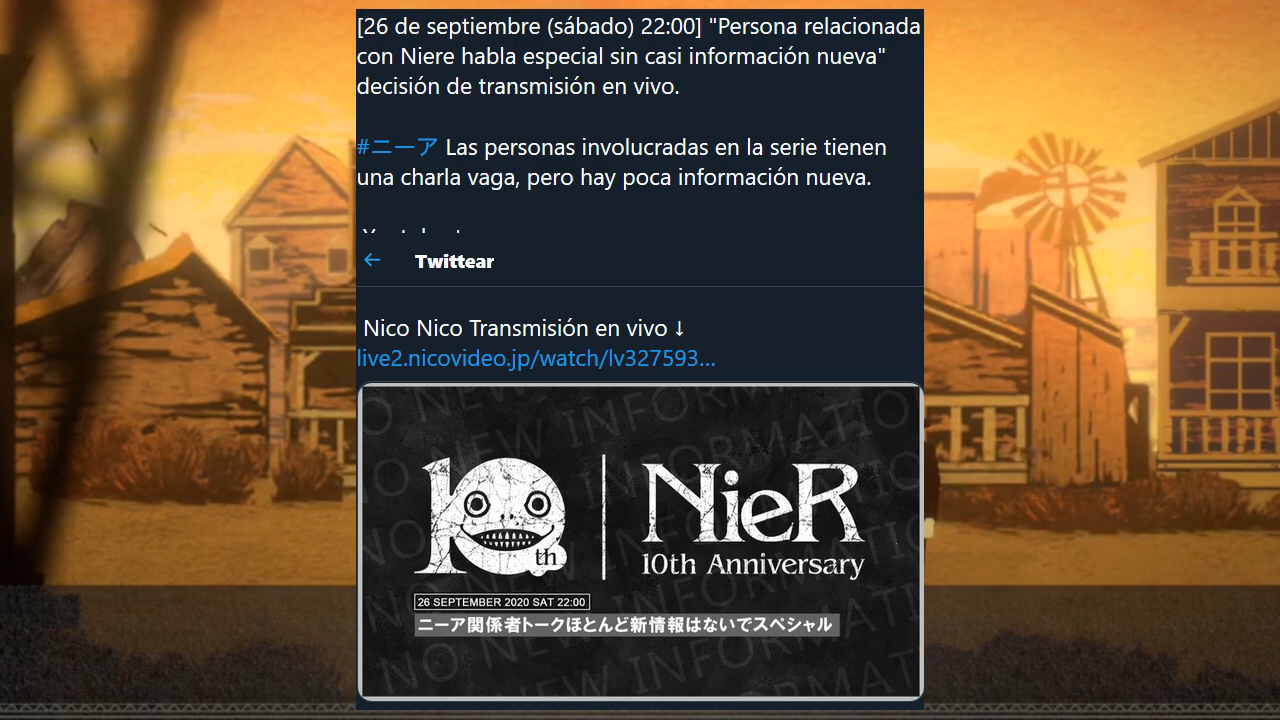 [26 de septiembre (sábado) 22:00] "Persona relacionada
con Niere habla especial sin casi información nueva"
decisión de transmisión en vivo.
#ニーア Las personas involucradas en la serie tienen
una charla vaga, pero hay poca información nueva.
← Twittear
Nico Nico Transmisión en vivo ↓
live2.nicovideo.jp/watch/lv327593...
NO NEW INFORMATION
10th
NieR
10th Anniversary
26 SEPTEMBER 2020 SAT 22:00
ニーア関係者トークほとんど新情報はないでスペシャル